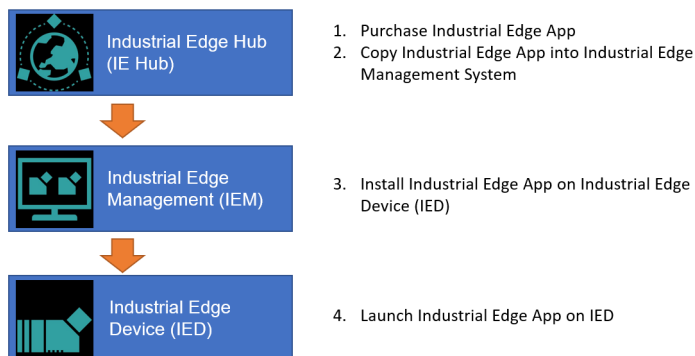 Industrial Edge Hub
(IE Hub)
1. Purchase Industrial Edge App
2. Copy Industrial Edge App into Industrial Edge
Management System
Industrial Edge
Management (IEM)
3. Install Industrial Edge App on Industrial Edge
Device (IED)
Industrial Edge
Device (IED)
4. Launch Industrial Edge App on IED